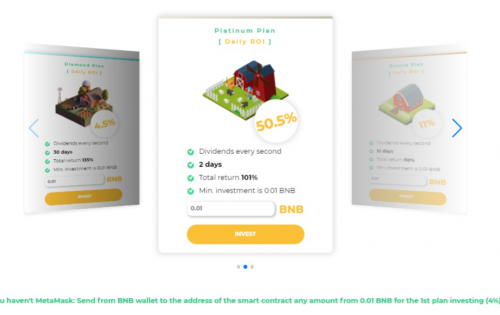 Diamond Plan
[ Daily ROI ]
4.5%
Dividends every second
30 days
Total return 135%
Min. investment is 0.01 BNB
0.01
BNB
INVEST
Platinum Plan
[ Daily ROI ]
50.5%
Dividends every second
2 days
Total return 101%
Min. investment is 0.01 BNB
0.01
BNB
INVEST
Plan
[ Daily ROI ]
11%
Dividends every second
10 days
Total return 110%
Min. investment is 0.01 BNB
0.01
BNB
INVEST
u haven't MetaMask: Send from BNB wallet to the address of the smart contract any amount from 0.01 BNB for the 1st plan investing (4%)